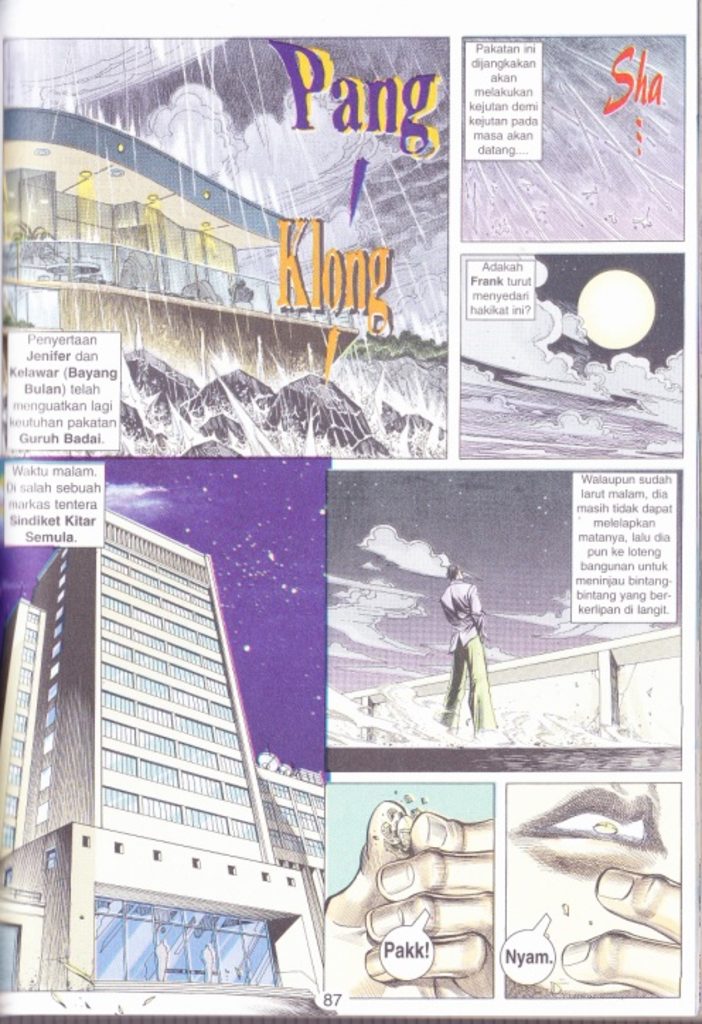 Pang
Klong
Penyertaan
Jenifer dan
Kelawar (Bayang
Bulan) telah
menguatkan lagi
keutuhan pakatan
Guruh Badai.
Pakatan ini
dijangkakan
akan
melakukan
kejutan demi
kejutan pada
masa akan
datang....
Sha
Adakah
Frank turut
menyedari
hakikat ini?
Waktu malam.
Di salah sebuah
markas tentera
Sindiket Kitar
Semula.
Walaupun sudah
larut malam, dia
masih tidak dapat
melelapkan
matanya, lalu dia
pun ke loteng
bangunan untuk
meninjau bintang-
bintang yang ber-
kerlipan di langit.
Pakk!
Nyam.
87